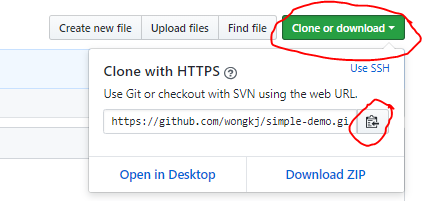 Create new file Upload files Find file Clone or download
Clone with HTTPS Use SSH
Use Git or checkout with SVN using the web URL.
https://github.com/wongkj/simple-demo.gi
Open in Desktop Download ZIP